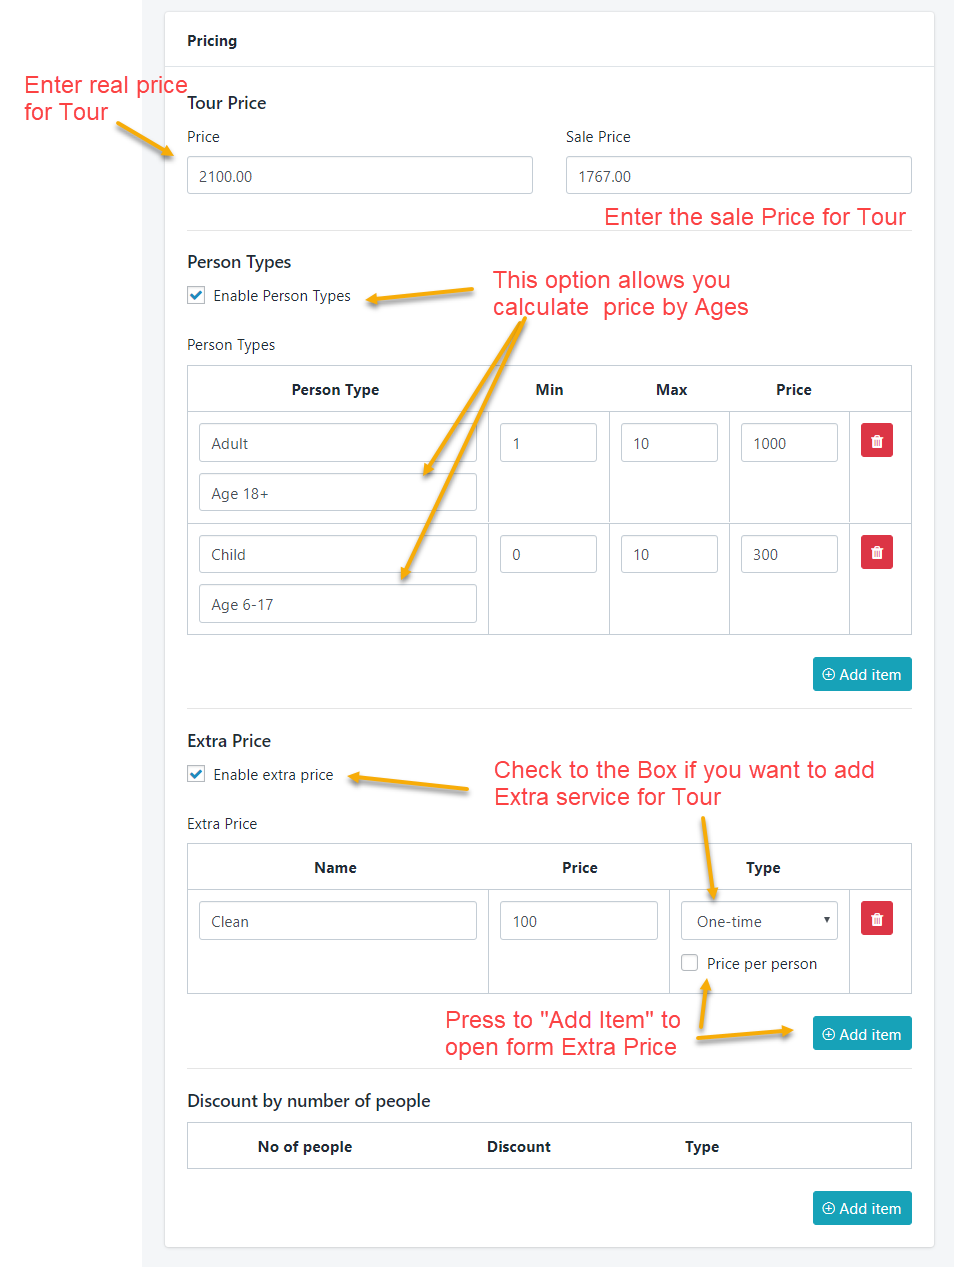 Pricing
Enter real price
for Tour
Tour Price
Price
Sale Price
2100.00
1767.00
Enter the sale Price for Tour
Person Types
Enable Person Types
This option allows you
calculate  price by Ages
Person Types
Person Type Min Max Price
Adult 1 10 1000
Age 18+
Child 0 10 300
Age 6-17
Add item
Extra Price
Enable extra price
Check to the Box if you want to add
Extra service for Tour
Extra Price
Name Price Type
Clean 100 One-time
Price per person
Press to "Add Item" to
open form Extra Price
Add item
Discount by number of people
No of people Discount Type
Add item